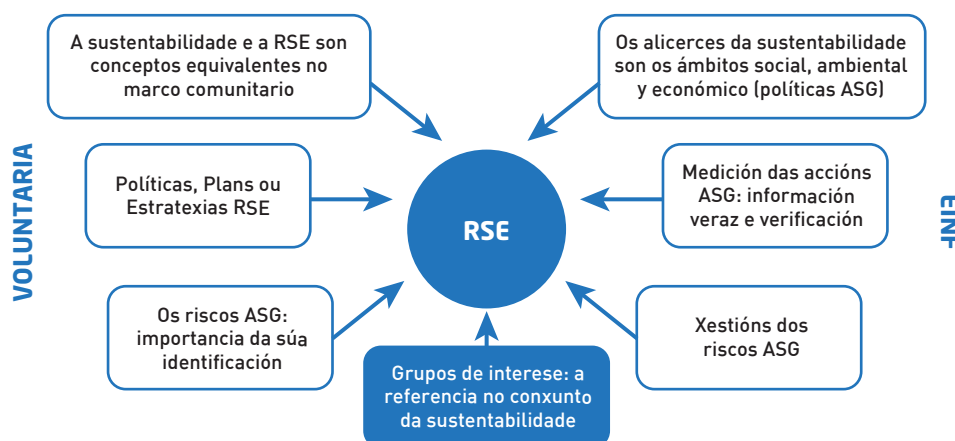 A sustentabilidade e a RSE son
conceptos equivalentes no
marco comunitario
Os alicerces da sustentabilidade
son os ámbitos social, ambiental
y económico (políticas ASG)
VOLUNTARIA
Políticas, Plans ou
Estratexias RSE
RSE
Medición das accións
ASG: información
veraz e verificación
EINF
Os riscos ASG:
importancia da súa
identificación
Grupos de interese: a
referencia no conxunto
da sustentabilidade
Xestións dos
riscos ASG